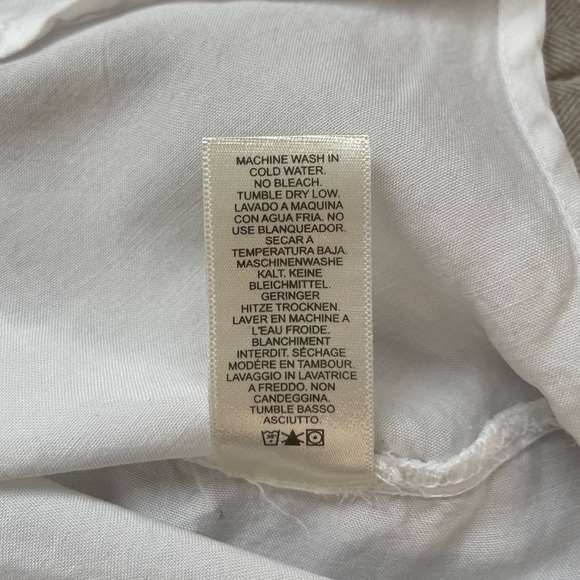 MACHINE WASH IN
COLD WATER.
NO BLEACH.
TUMBLE DRY LOW.
LAVADO A MAQUINA
CON AGUA FRIA. NO
USE BLANQUEADOR.
SECAR A
TEMPERATURA BAJA.
MASCHINENWASHE
KALT. KEINE
BLEICHMITTEL.
GERINGER
HITZE TROCKNEN.
LAVER EN MACHINE A
L'EAU FROIDE.
BLANCHIMENT
INTERDIT. SÉCHAGE
MODÉRE EN TAMBOUR.
LAVAGGIO IN LAVATRICE
A FREDDO. NON
CANDEGGINA.
TUMBLE BASSO
ASCIUTTO.